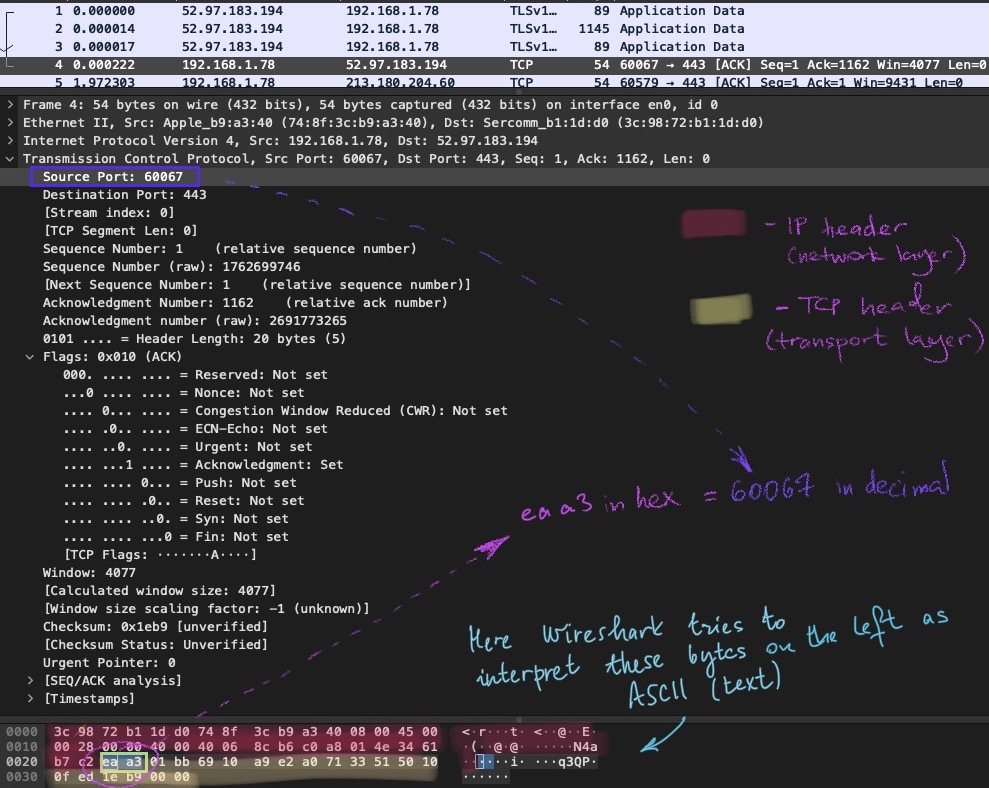 1 0.000000 52.97.183.194 192.168.1.78 TLSv1… 89 Application Data
2 0.000014 52.97.183.194 192.168.1.78 TLSv1… 1145 Application Data
3 0.000017 52.97.183.194 192.168.1.78 TLSv1… 89 Application Data
4 0.000222 192.168.1.78 52.97.183.194 TCP 54 60067 → 443 [ACK] Seq=1 Ack=1162 Win=4077 Len=0
5 1.972303 192.168.1.78 213.180.204.60 TCP 54 60579 → 443 [ACK] Seq=1 Ack=1 Win=9431 Len=0
Frame 4: 54 bytes on wire (432 bits), 54 bytes captured (432 bits) on interface en0, id 0
Ethernet II, Src: Apple_b9:a3:40 (74:8f:3c:b9:a3:40), Dst: Sercomm_b1:1d:d0 (3c:98:72:b1:1d:d0)
Internet Protocol Version 4, Src: 192.168.1.78, Dst: 52.97.183.194
Transmission Control Protocol, Src Port: 60067, Dst Port: 443, Seq: 1, Ack: 1162, Len: 0
Source Port: 60067
Destination Port: 443
[Stream index: 0]
[TCP Segment Len: 0]
Sequence Number: 1 (relative sequence number)
Sequence Number (raw): 1762699746
[Next Sequence Number: 1 (relative sequence number)]
Acknowledgment Number: 1162 (relative ack number)
Acknowledgment number (raw): 2691773265
0101 .... = Header Length: 20 bytes (5)
Flags: 0x010 (ACK)
000. .... .... = Reserved: Not set
...0 .... .... = Nonce: Not set
.... 0... .... = Congestion Window Reduced (CWR): Not set
.... .0.. .... = ECN-Echo: Not set
.... ..0. .... = Urgent: Not set
.... ...1 .... = Acknowledgment: Set
.... .... 0... = Push: Not set
.... .... .0.. = Reset: Not set
.... .... ..0. = Syn: Not set
.... .... ...0 = Fin: Not set
[TCP Flags: ·······A····]
Window: 4077
[Calculated window size: 4077]
[Window size scaling factor: -1 (unknown)]
Checksum: 0x1eb9 [unverified]
[Checksum Status: Unverified]
Urgent Pointer: 0
[SEQ/ACK analysis]
[Timestamps]
- IP header
(network layer)
- TCP header
(transport layer)
ea a3 in hex = 60067 in decimal
Here Wireshark tries to
interpret these bytes on the left as
ASCII (text)
0000 3c 98 72 b1 1d d0 74 8f 3c b9 a3 40 08 00 45 00 <·r···t· <··@··E·
0010 00 28 00 00 40 00 40 06 8c b6 c0 a8 01 4e 34 61 ·(··@·@· ·····N4a
0020 b7 c2 ea a3 01 bb 69 10 a9 e2 a0 71 33 51 50 10 ······i· ···q3QP·
0030 0f ed 1e b9 00 00 ······